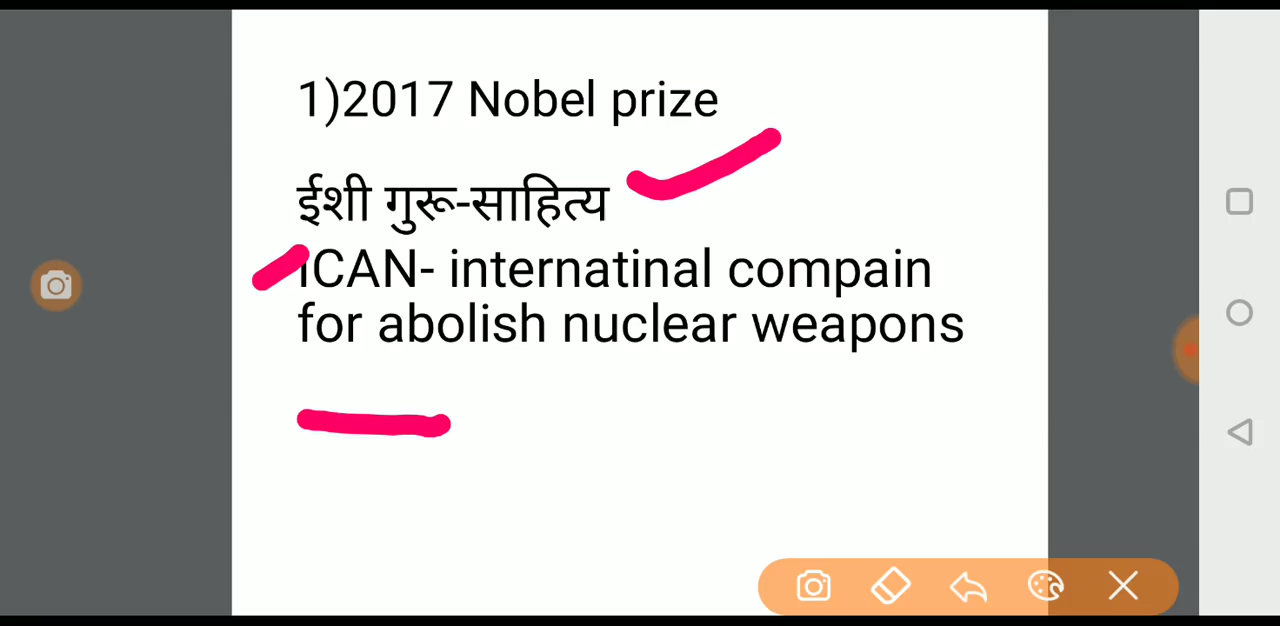 1)2017 Nobel prize
ईशी गुरू-साहित्य
ICAN- internatinal compain
for abolish nuclear weapons